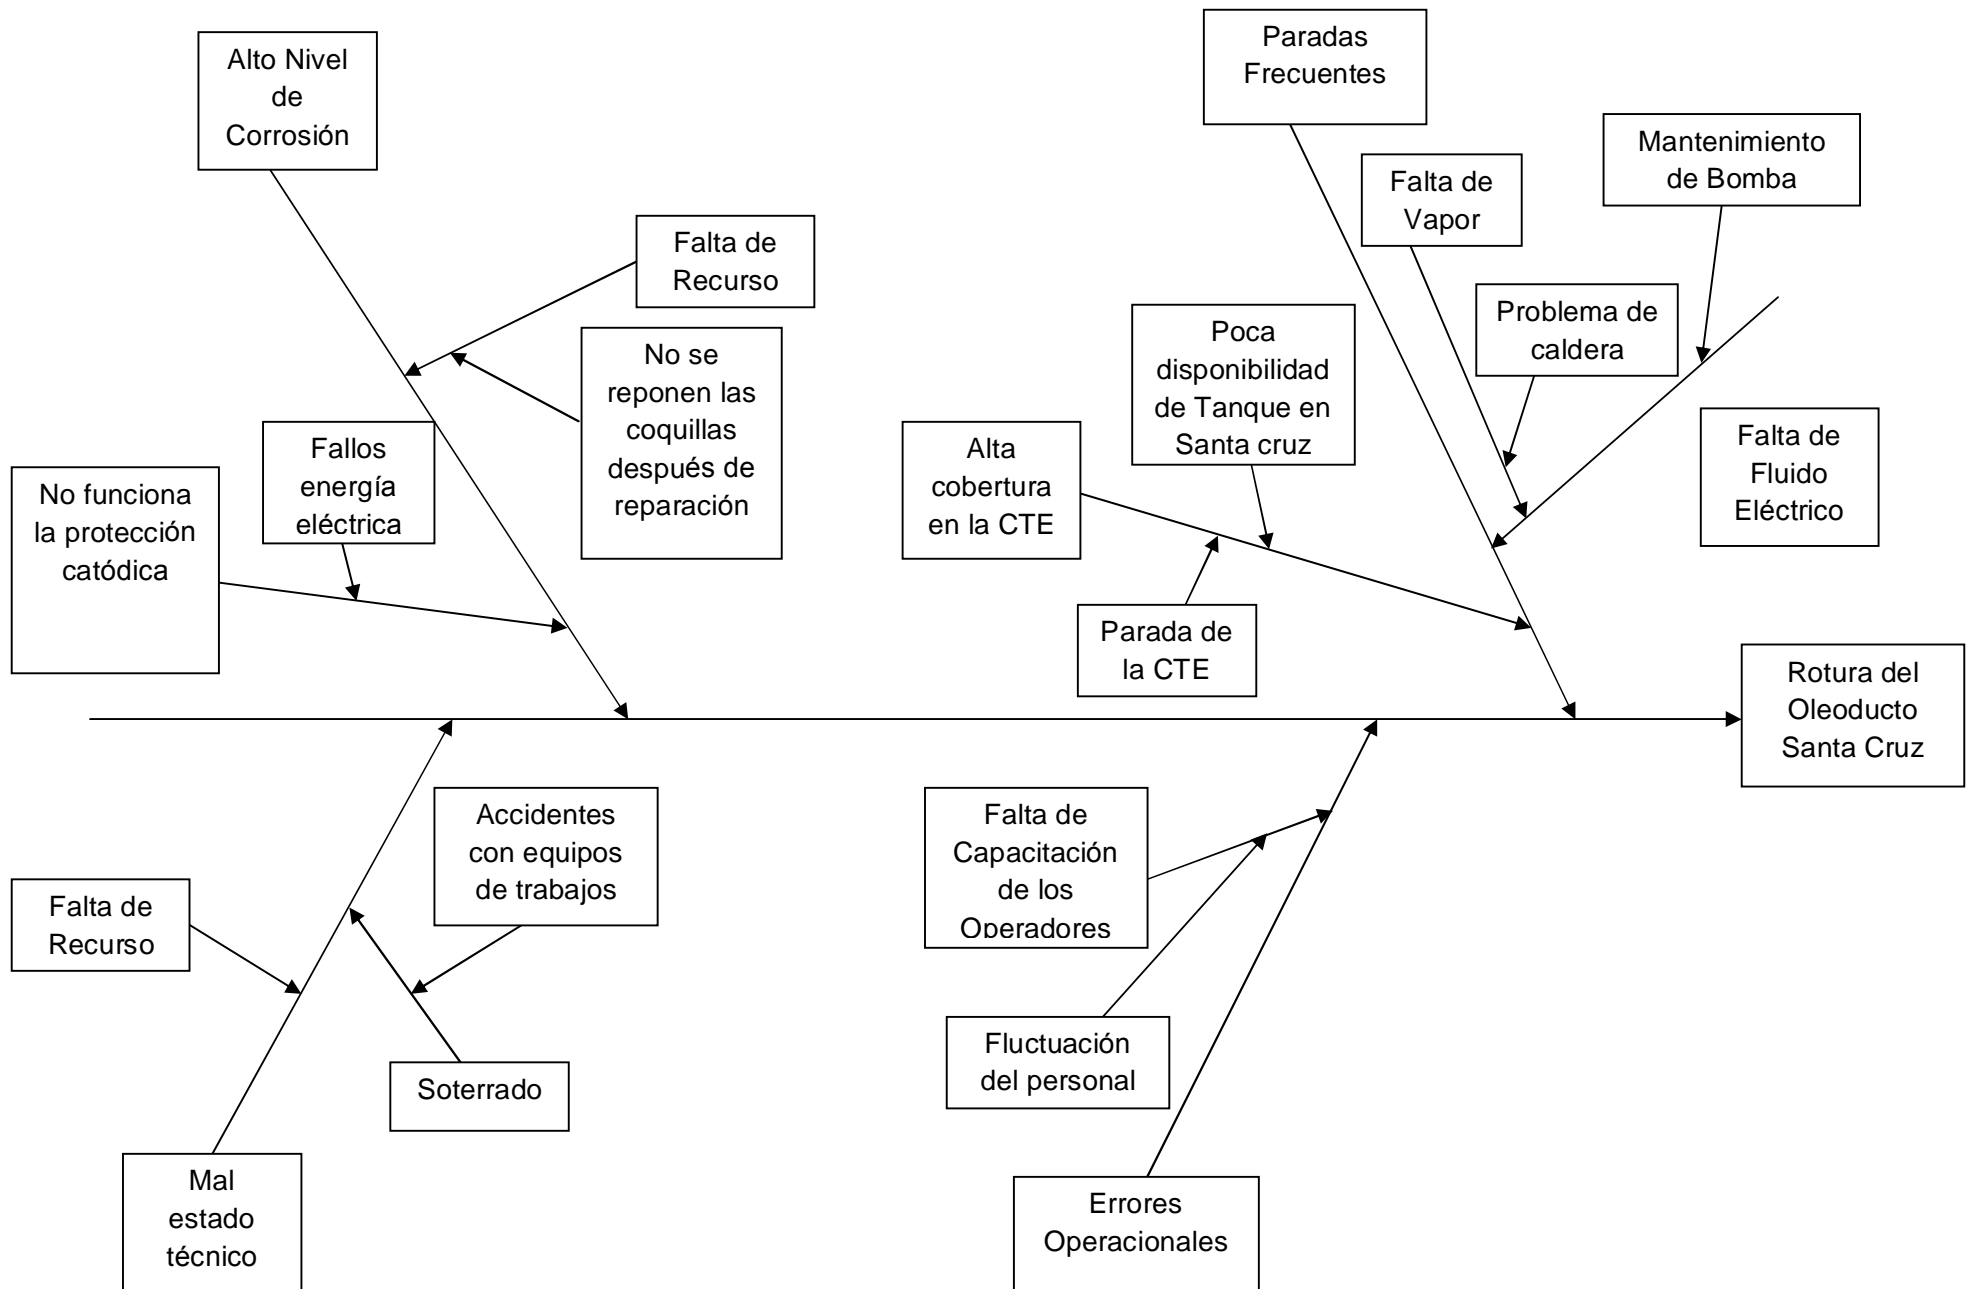 Alto Nivel
de
Corrosión
Paradas
Frecuentes
Mantenimiento
de Bomba
Falta de
Vapor
Falta de
Recurso
Problema de
caldera
Poca
disponibilidad
de Tanque en
Santa cruz
No se
reponen las
coquillas
después de
reparación
Falta de
Fluido
Eléctrico
Alta
cobertura
en la CTE
Fallos
energía
eléctrica
No funciona
la protección
catódica
Parada de
la CTE
Rotura del
Oleoducto
Santa Cruz
Accidentes
con equipos
de trabajos
Falta de
Capacitación
de los
Operadores
Falta de
Recurso
Fluctuación
del personal
Soterrado
Mal
estado
técnico
Errores
Operacionales